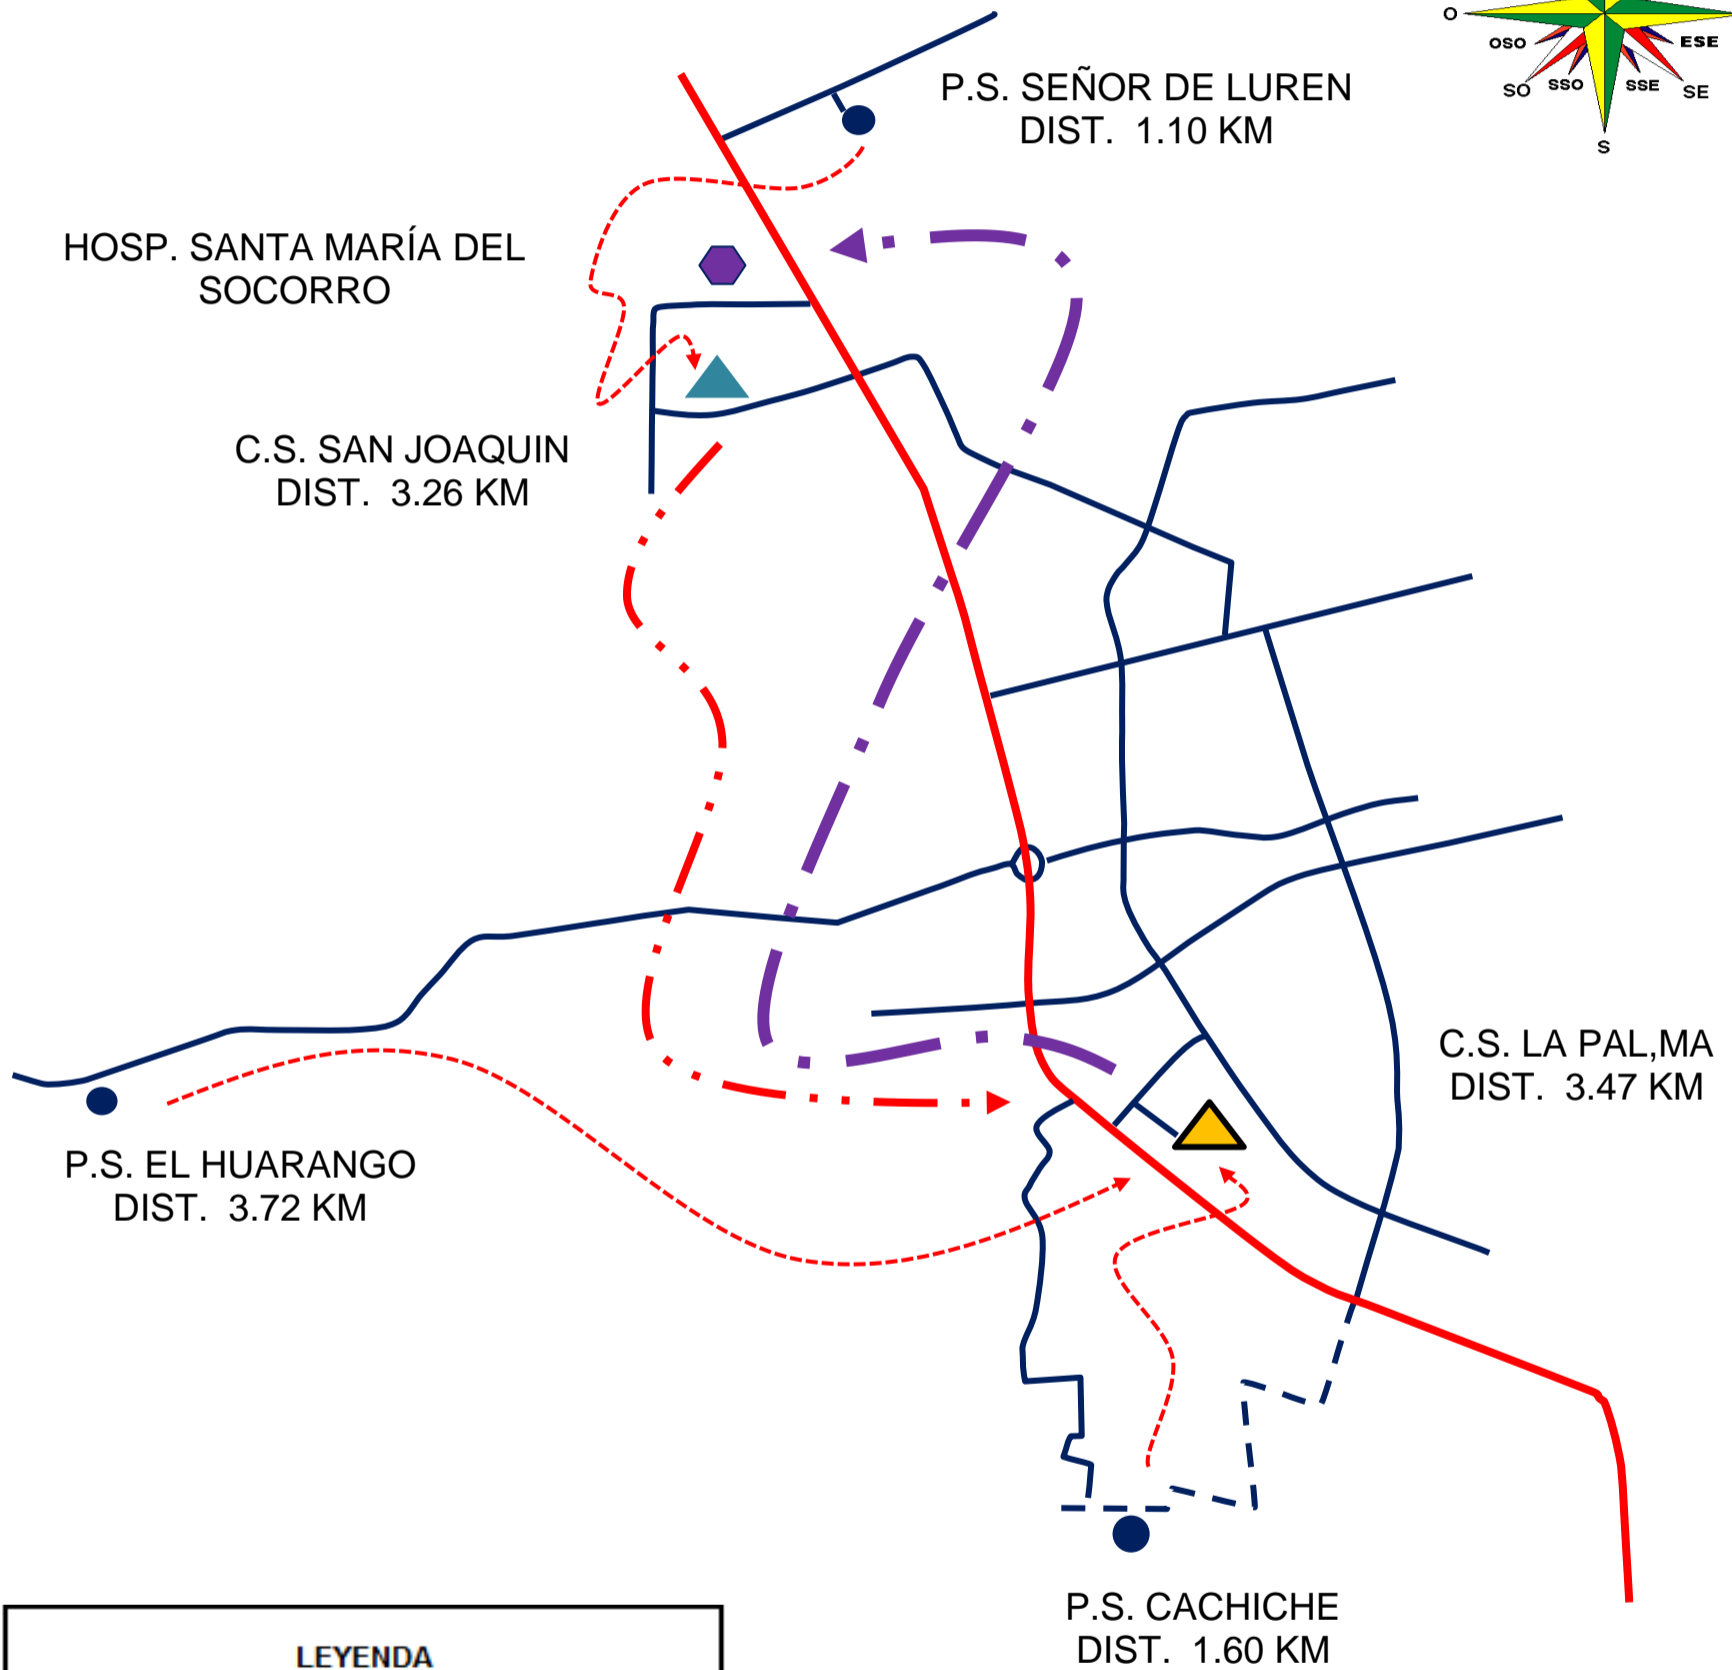 O
OSO
ESE
SO
SSO
SSE
SE
S
P.S. SEÑOR DE LUREN
DIST. 1.10 KM
HOSP. SANTA MARÍA DEL
SOCORRO
C.S. SAN JOAQUIN
DIST. 3.26 KM
C.S. LA PAL,MA
DIST. 3.47 KM
P.S. EL HUARANGO
DIST. 3.72 KM
P.S. CACHICHE
DIST. 1.60 KM
LEYENDA